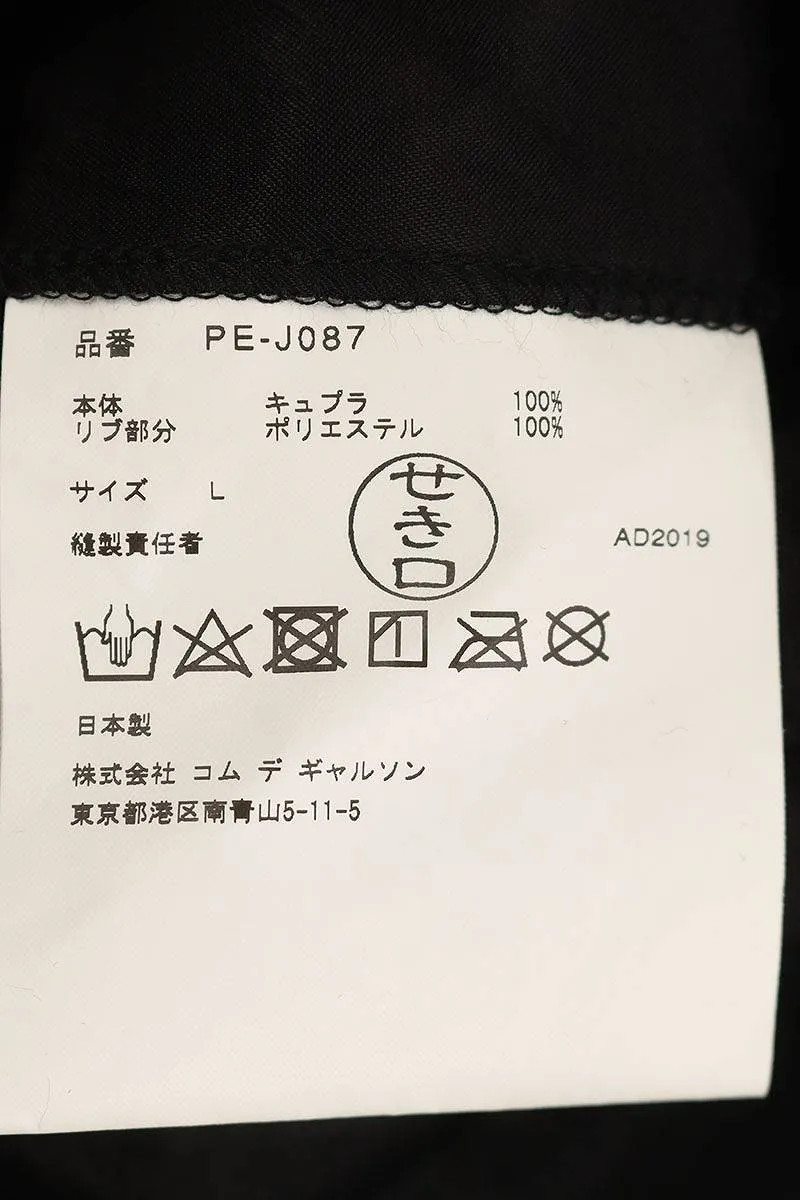 品番 PE-J087
本体 キュプラ 100%
リブ部分 ポリエステル 100%
サイズ L
せき口
縫製責任者
AD2019
日本製
株式会社 コム デ ギャルソン
東京都港区南青山5-11-5